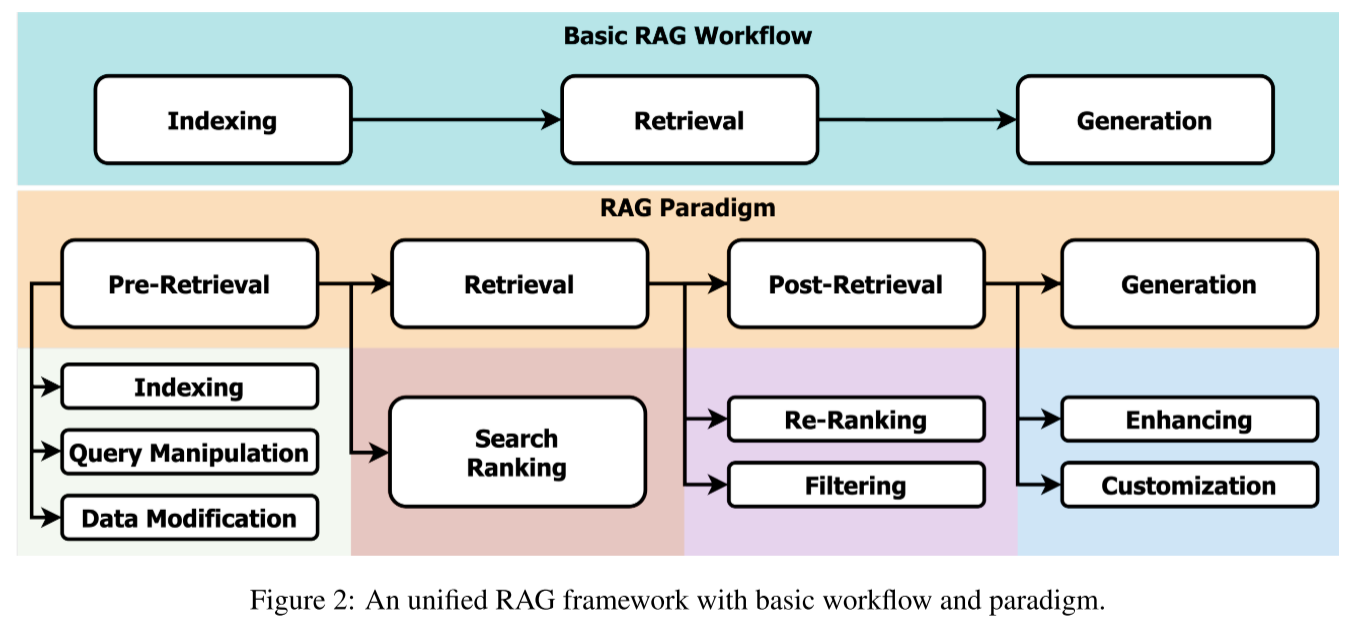 Basic RAG Workflow
Indexing
Retrieval
Generation
RAG Paradigm
Pre-Retrieval
Retrieval
Post-Retrieval
Generation
Indexing
Query Manipulation
Data Modification
Search
Ranking
Re-Ranking
Filtering
Enhancing
Customization
Figure 2: An unified RAG framework with basic workflow and paradigm.